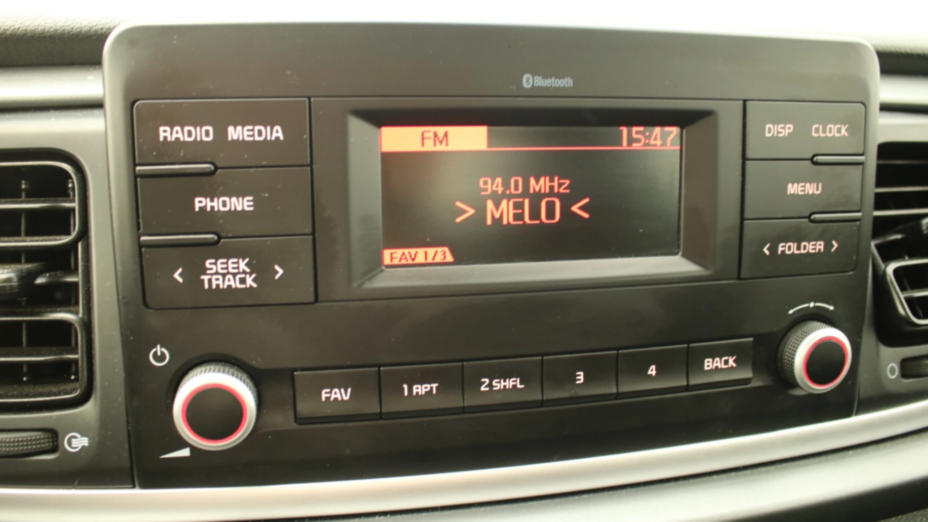 Bluetooth
RADIO MEDIA
PHONE
< SEEK TRACK >
FM 15:47
94.0 MHz
> MELO <
FAV 1/3
DISP CLOCK
MENU
< FOLDER >
FAV
1 RPT
2 SHFL
3
4
BACK